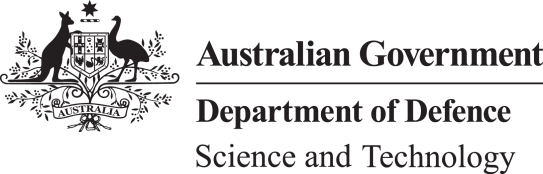 Australian Government
Department of Defence
Science and Technology
AUSTRALIA